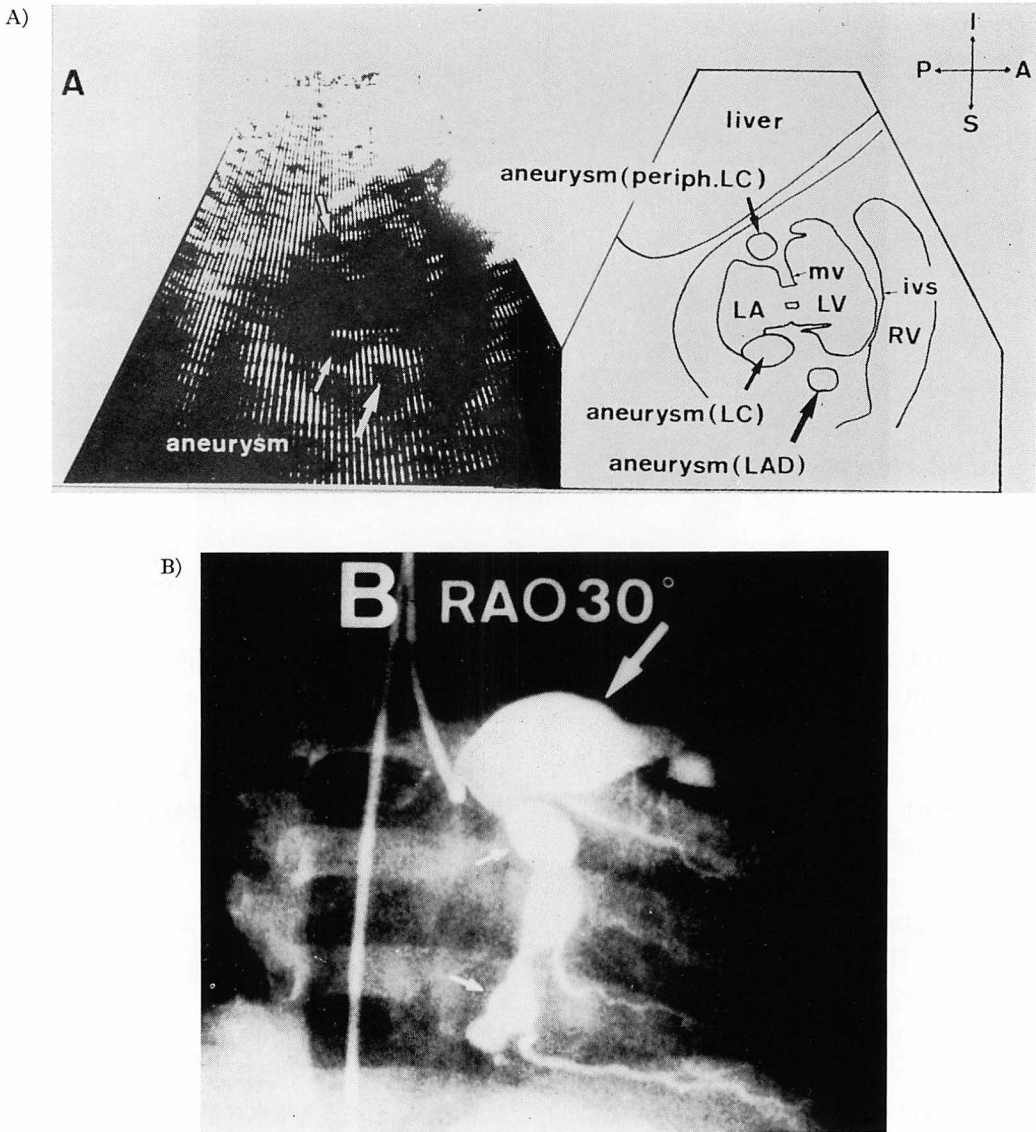 A)
A
I
P A
S
liver
aneurysm(periph.LC)
mv
ivs
LA LV
RV
aneurysm(LC)
aneurysm
aneurysm(LAD)
B)
B RAO30°